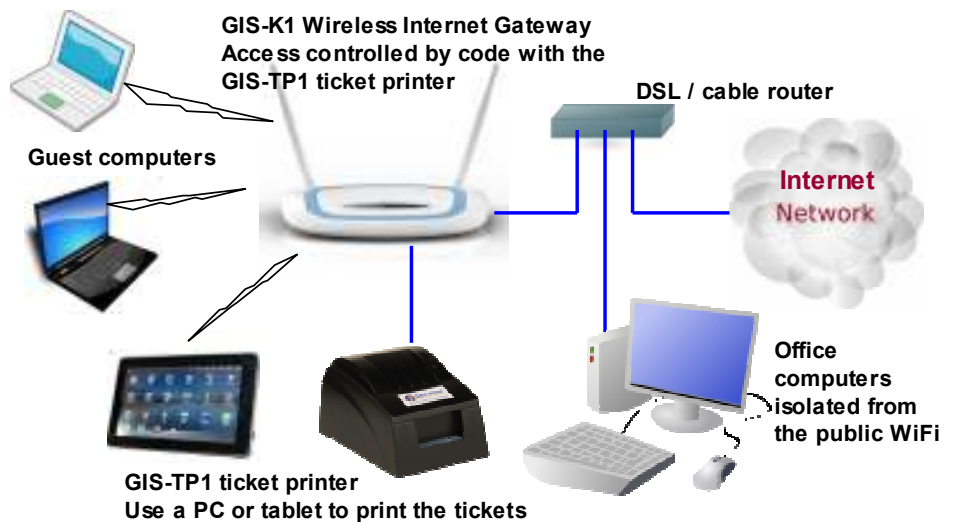 GIS-K1 Wireless Internet Gateway
Access controlled by code with the
GIS-TP1 ticket printer
DSL / cable router
Guest computers
Internet
Network
Office
computers
isolated from
the public WiFi
GIS-TP1 ticket printer
Use a PC or tablet to print the tickets